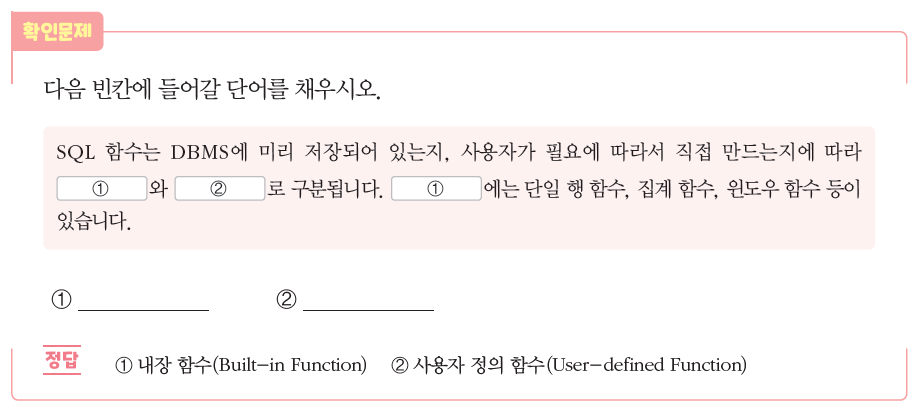 확인문제
다음 빈칸에 들어갈 단어를 채우시오.
SQL 함수는 DBMS에 미리 저장되어 있는지, 사용자가 필요에 따라서 직접 만드는지에 따라
① 와 ② 로 구분됩니다. ① 에는 단일 행 함수, 집계 함수, 윈도우 함수 등이
있습니다.
① ②
정답 ① 내장 함수(Built-in Function) ② 사용자 정의 함수(User-defined Function)